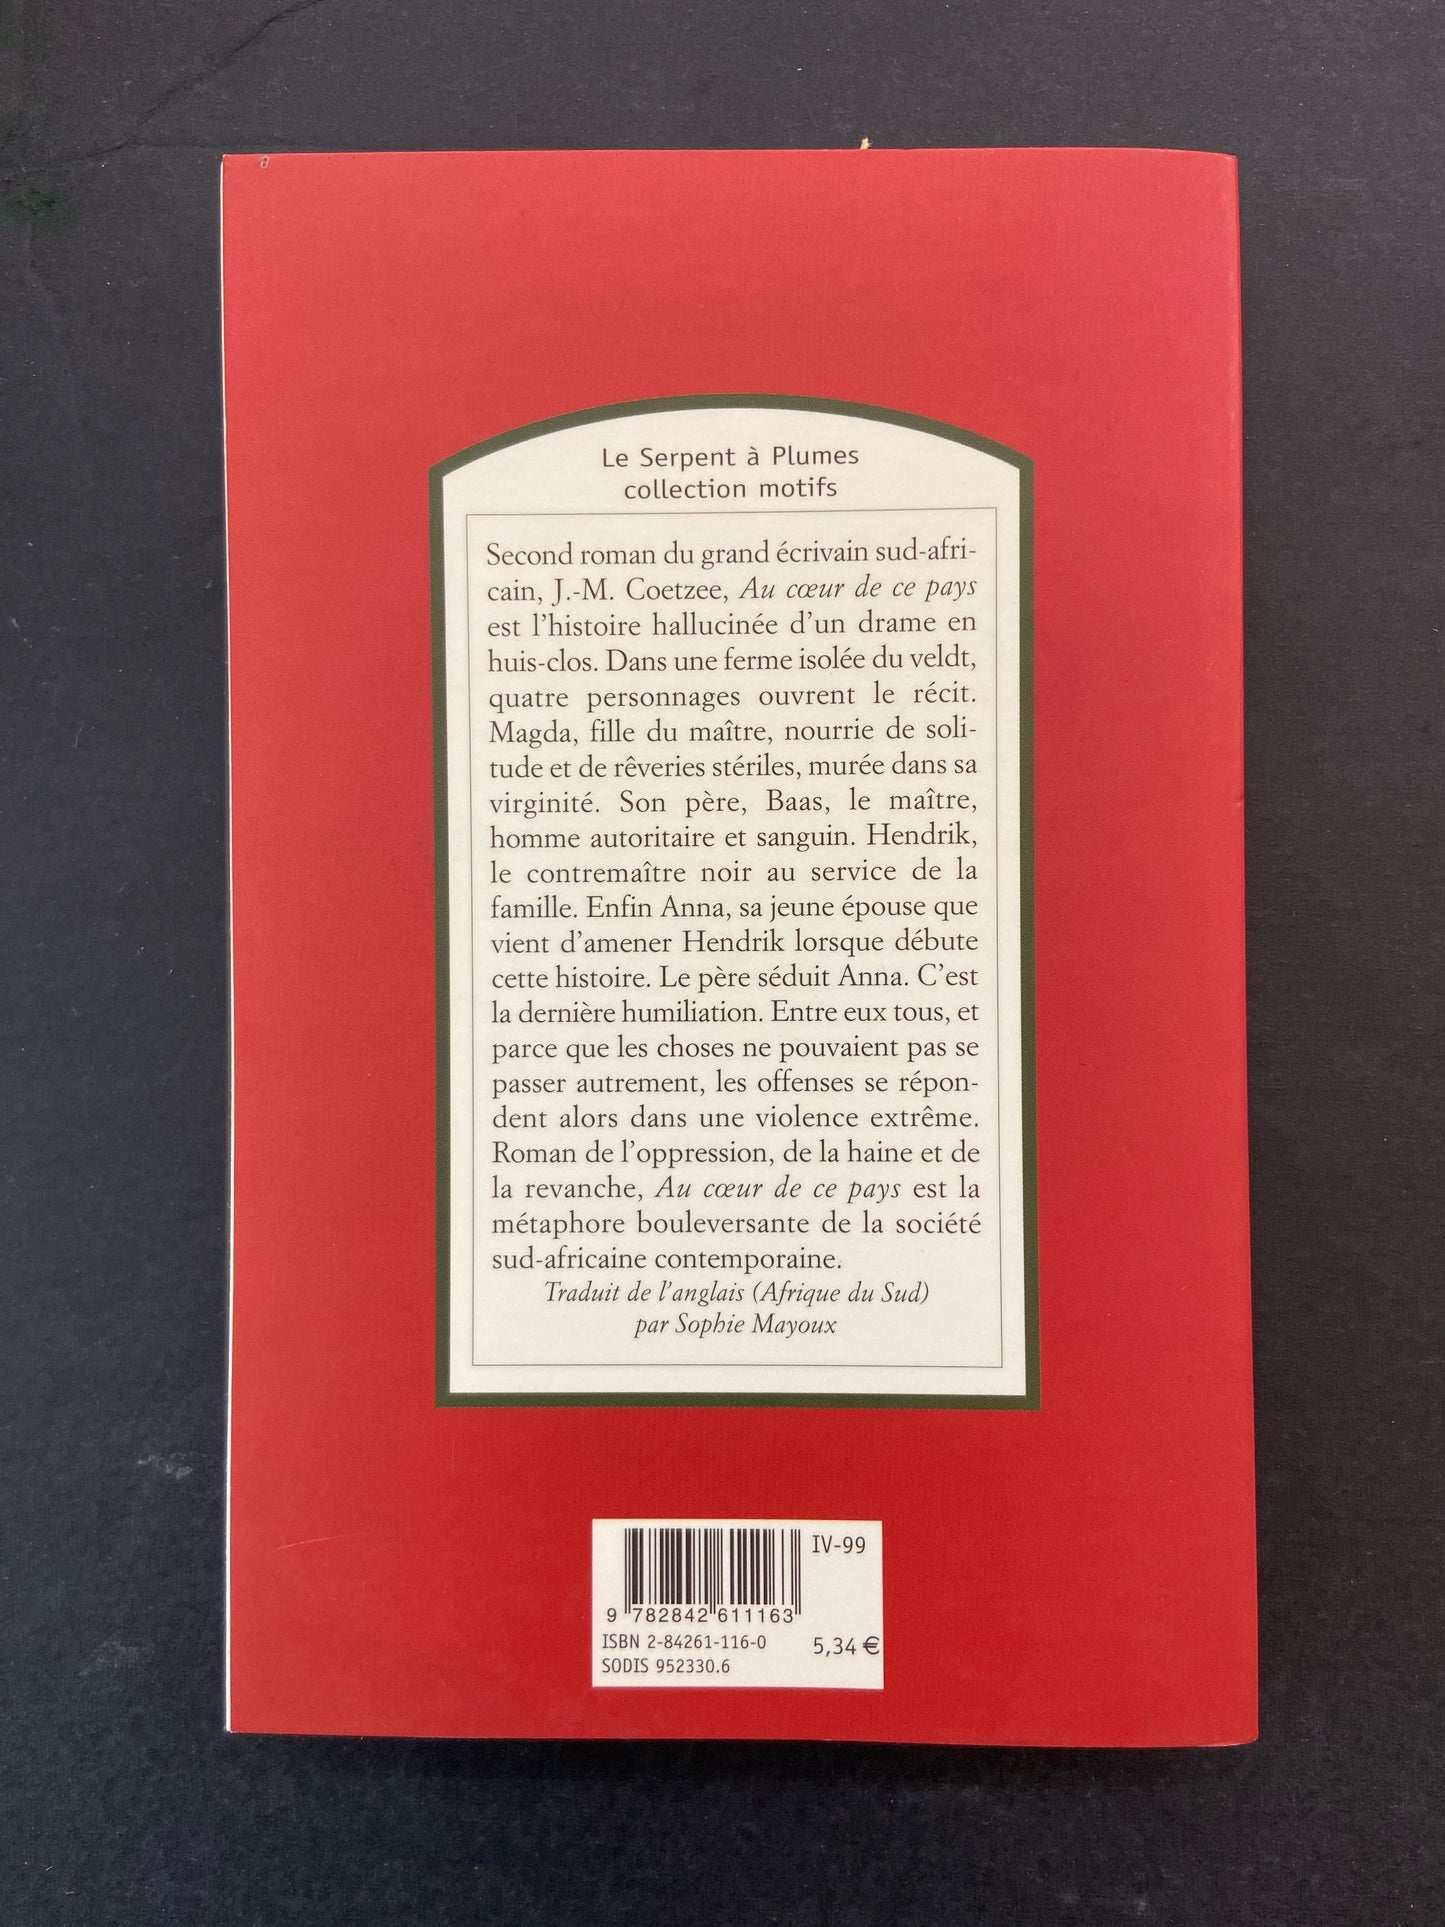 Le Serpent à Plumes
collection motifs
Second roman du grand écrivain sud-afri-
cain, J.-M. Coetzee, Au cœur de ce pays
est l’histoire hallucinée d’un drame en
huis-clos. Dans une ferme isolée du veldt,
quatre personnages ouvrent le récit.
Magda, fille du maître, nourrie de soli-
tude et de rêveries stériles, murée dans sa
virginité. Son père, Baas, le maître,
homme autoritaire et sanguin. Hendrik,
le contremaître noir au service de la
famille. Enfin Anna, sa jeune épouse que
vient d’amener Hendrik lorsque débute
cette histoire. Le père séduit Anna. C’est
la dernière humiliation. Entre eux tous, et
parce que les choses ne pouvaient pas se
passer autrement, les offenses se répon-
dent alors dans une violence extrême.
Roman de l’oppression, de la haine et de
la revanche, Au cœur de ce pays est la
métaphore bouleversante de la société
sud-africaine contemporaine.
Traduit de l’anglais (Afrique du Sud)
par Sophie Mayoux
IV-99
9 782842 611163
ISBN 2-84261-116-0
5,34 €
SODIS 952330.6